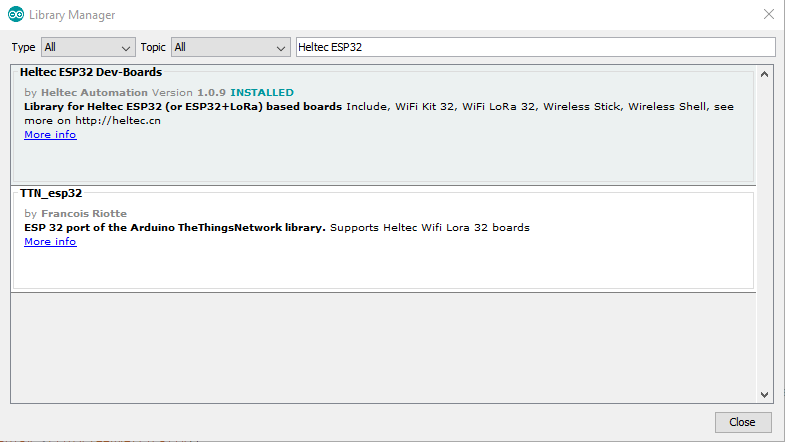 Library Manager
Type All Topic All Heltec ESP32
Heltec ESP32 Dev-Boards
by Heltec Automation Version 1.0.9 INSTALLED
Library for Heltec ESP32 (or ESP32+LoRa) based boards Include, WiFi Kit 32, WiFi LoRa 32, Wireless Stick, Wireless Shell, see
more on http://heltec.cn
More info
TTN_esp32
by Francois Riotte
ESP 32 port of the Arduino TheThingsNetwork library. Supports Heltec Wifi Lora 32 boards
More info
Close